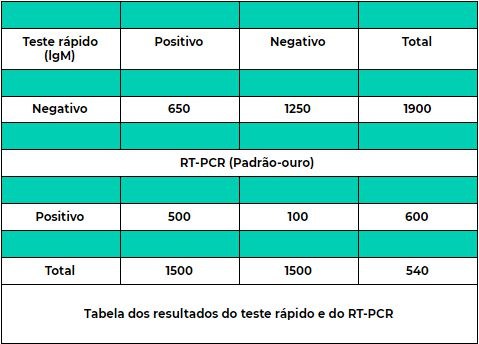 Teste rápido Positivo Negativo Total
(IgM)
Negativo 650 1250 1900
RT-PCR (Padrão-ouro)
Positivo 500 100 600
Total 1500 1500 540
Tabela dos resultados do teste rápido e do RT-PCR